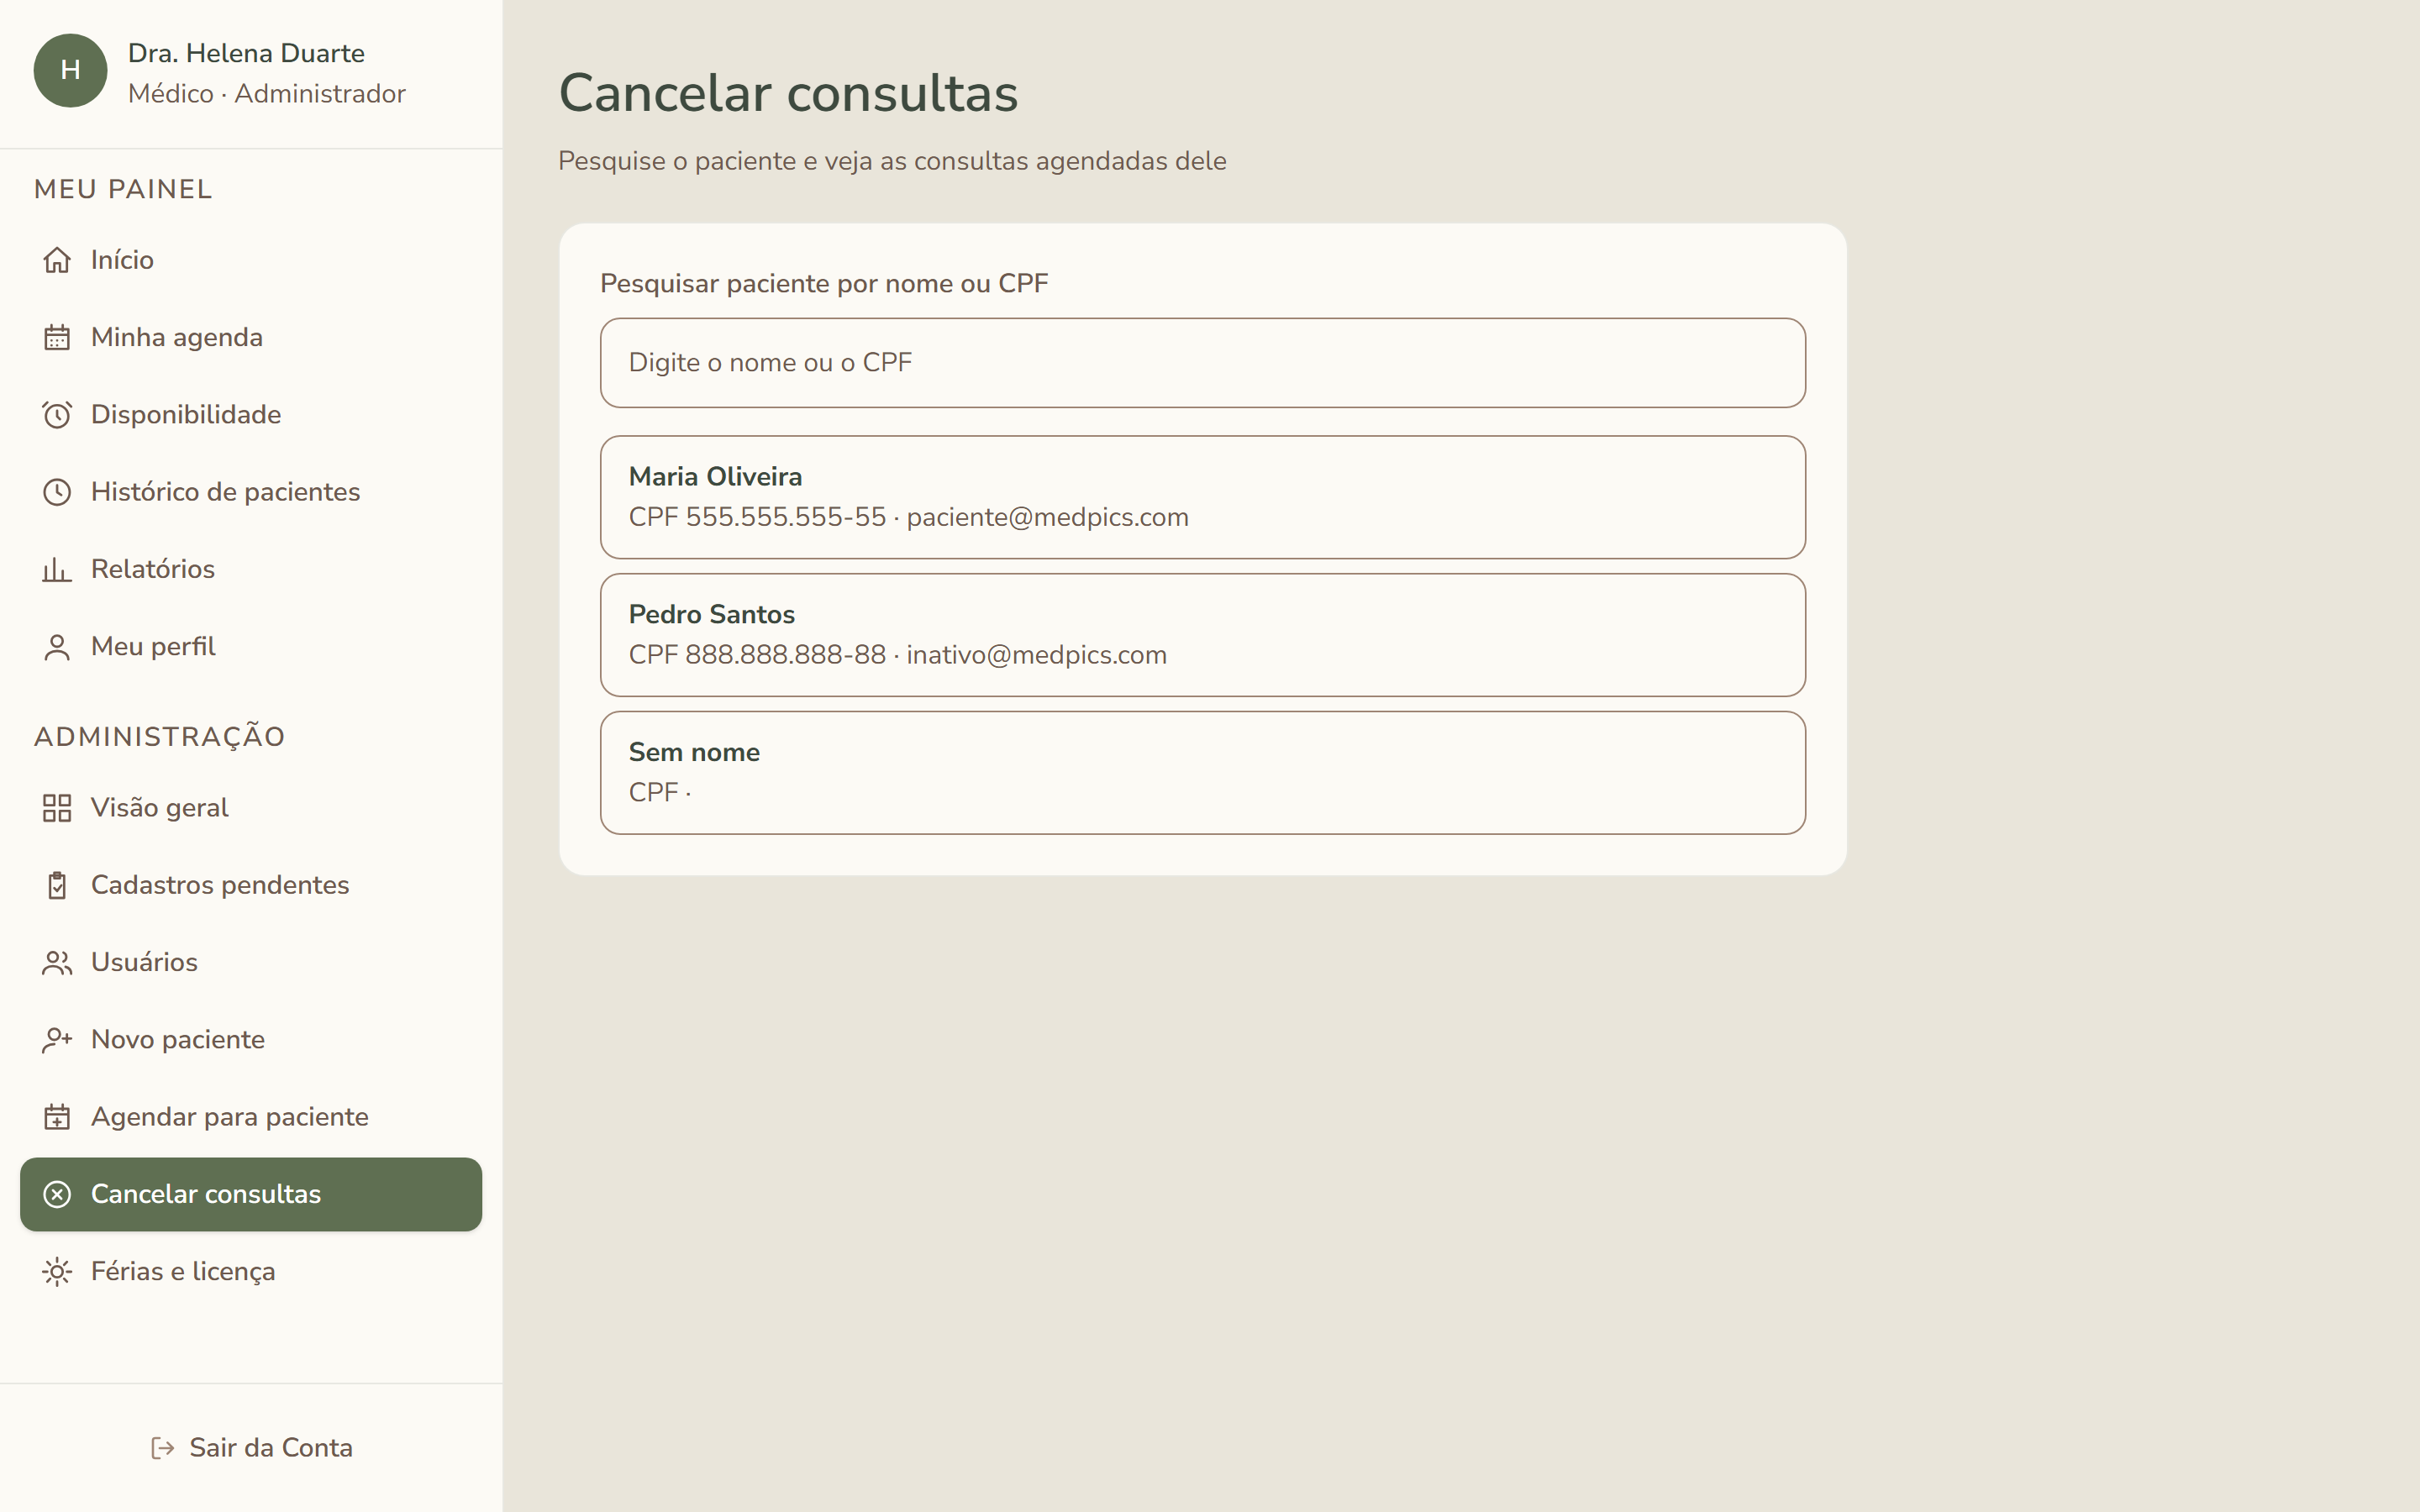 H
Dra. Helena Duarte
Médico · Administrador
MEU PAINEL
Início
Minha agenda
Disponibilidade
Histórico de pacientes
Relatórios
Meu perfil
ADMINISTRAÇÃO
Visão geral
Cadastros pendentes
Usuários
Novo paciente
Agendar para paciente
Cancelar consultas
Férias e licença
Sair da Conta
Cancelar consultas
Pesquise o paciente e veja as consultas agendadas dele
Pesquisar paciente por nome ou CPF
Digite o nome ou o CPF
Maria Oliveira
CPF 555.555.555-55 · paciente@medpics.com
Pedro Santos
CPF 888.888.888-88 · inativo@medpics.com
Sem nome
CPF ·